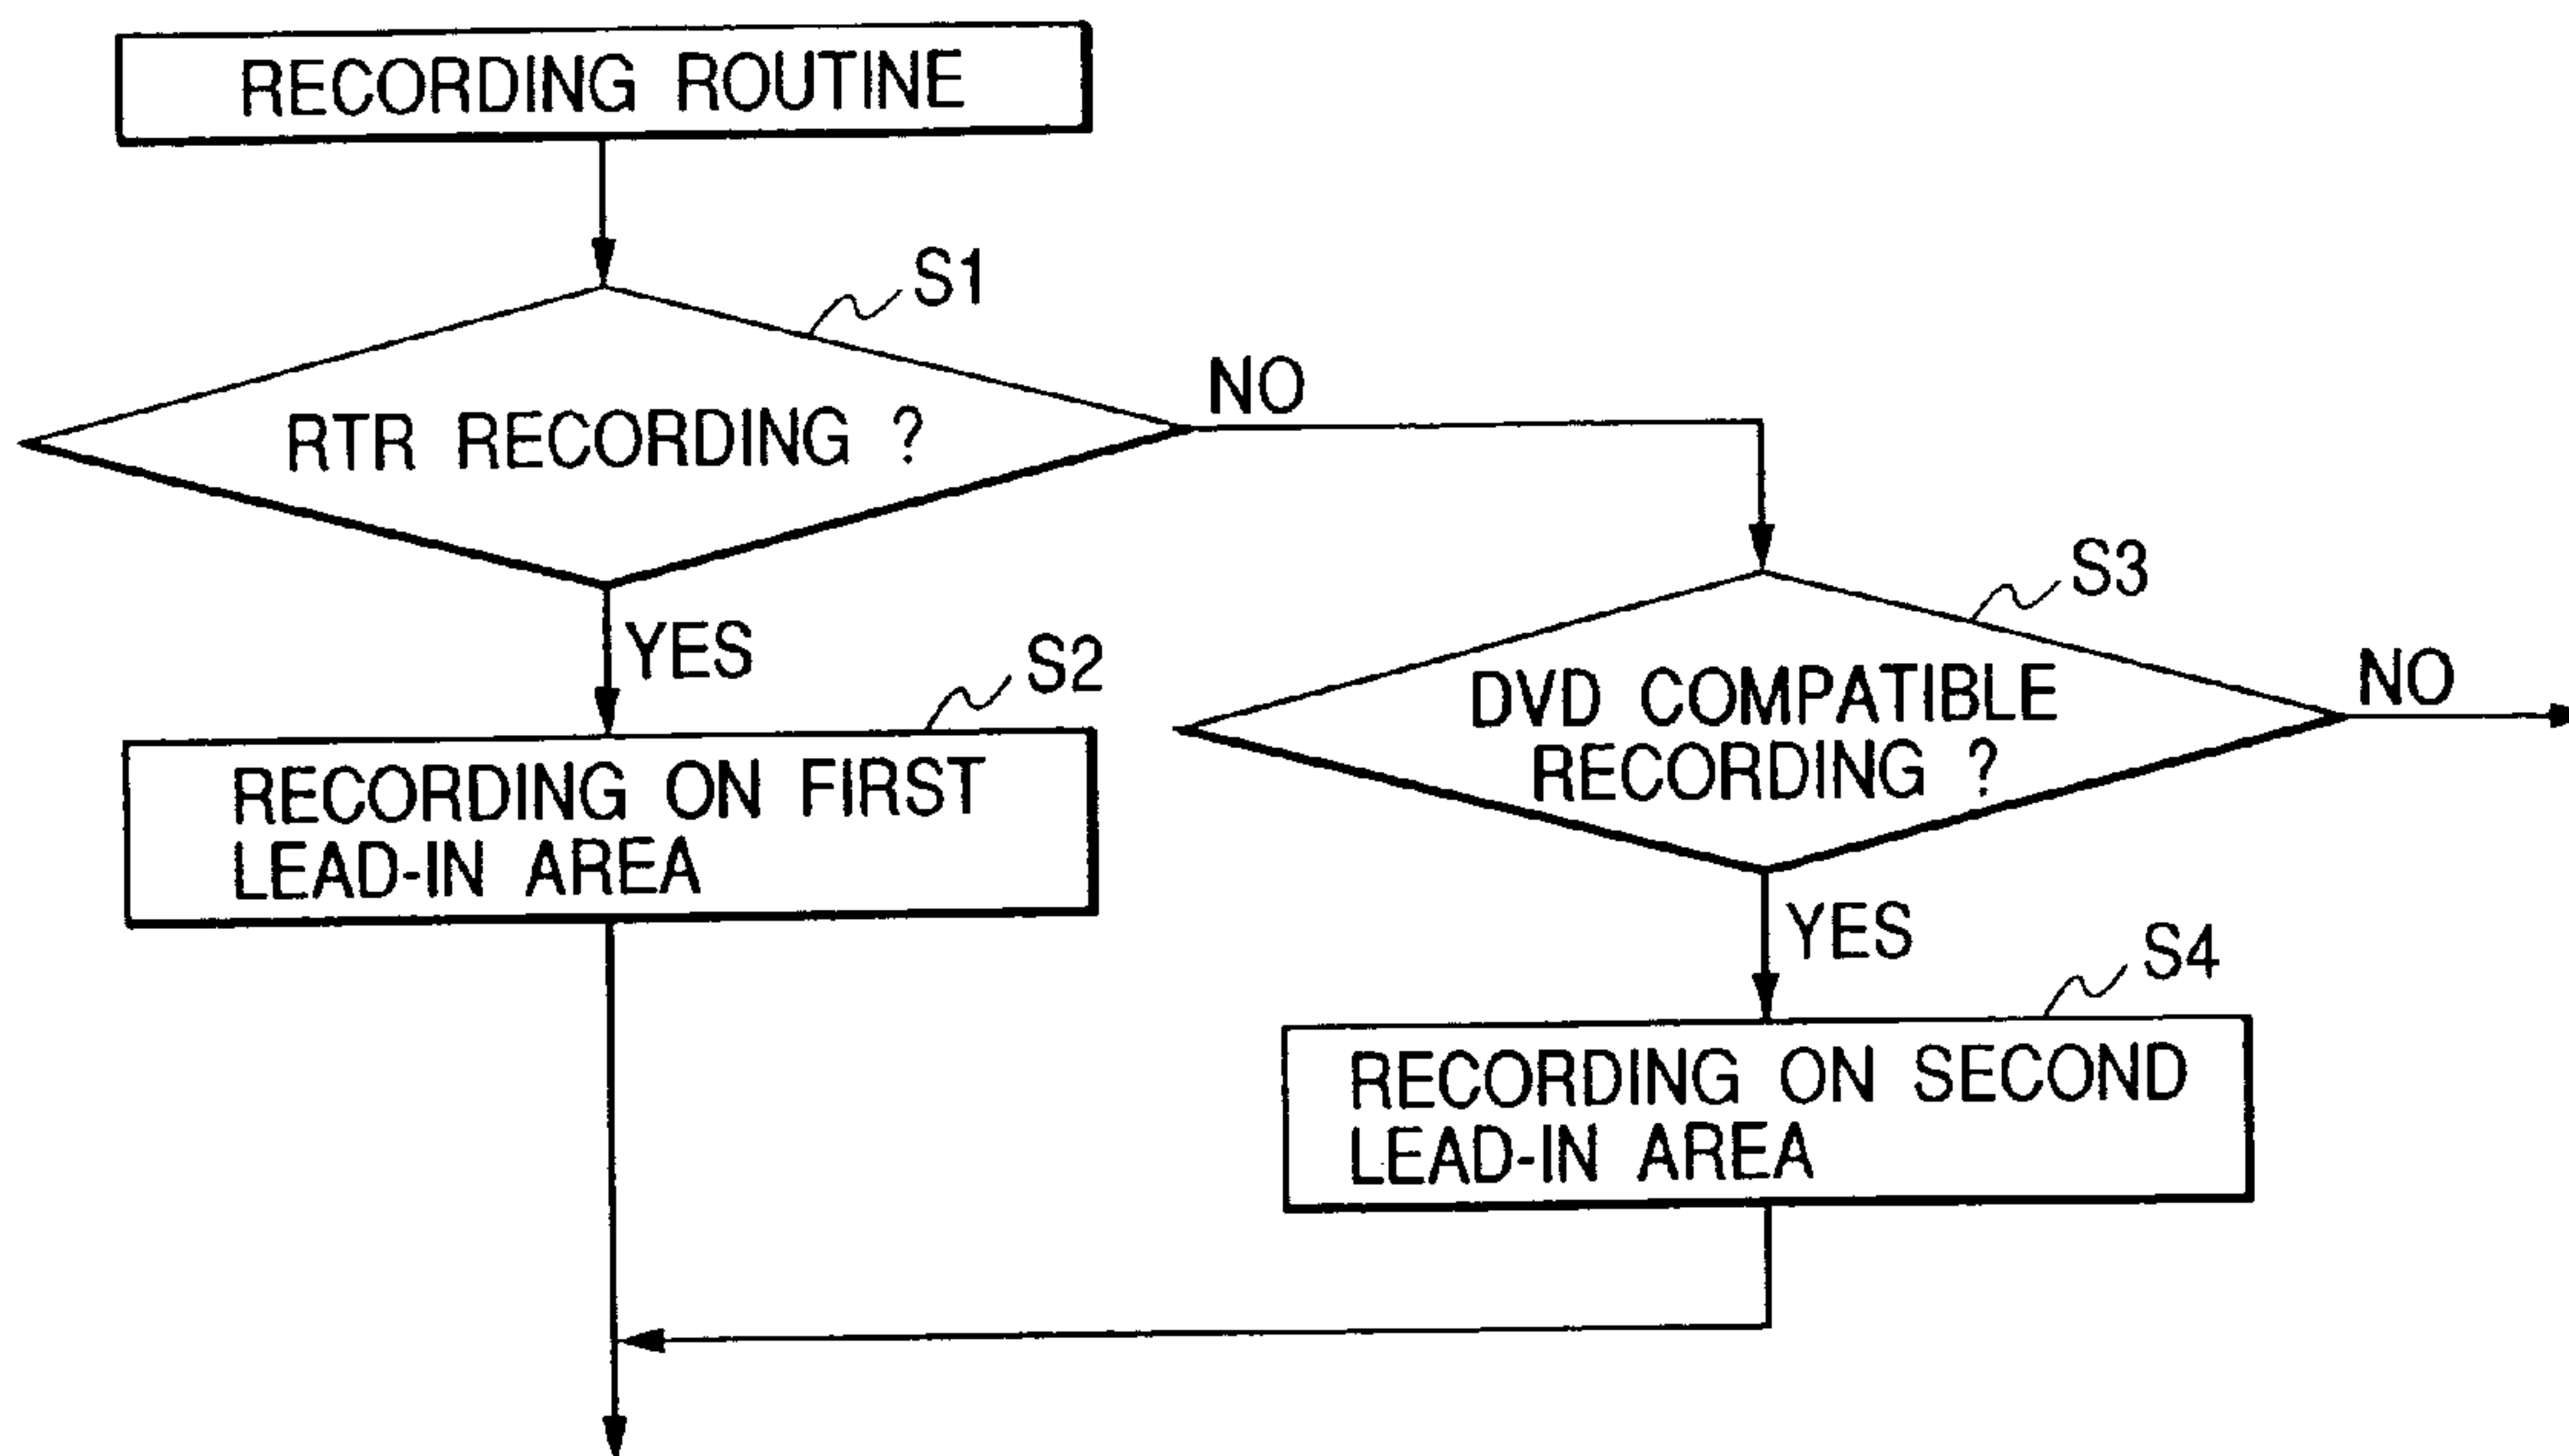 RECORDING ROUTINE
S1
RTR RECORDING ?
NO
YES
S2
RECORDING ON FIRST
LEAD-IN AREA
S3
DVD COMPATIBLE
RECORDING ?
NO
YES
S4
RECORDING ON SECOND
LEAD-IN AREA